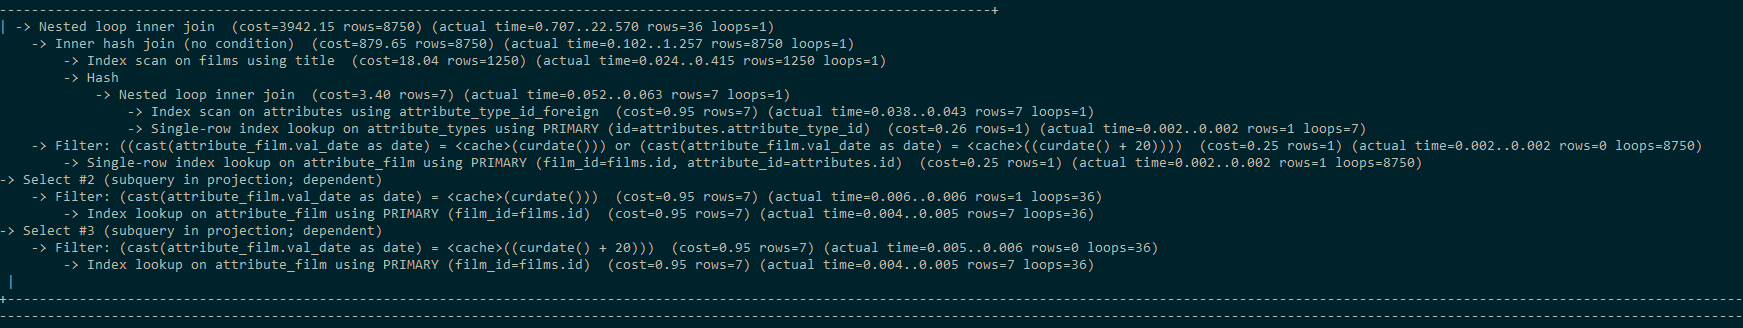 | -> Nested loop inner join  (cost=3942.15 rows=8750) (actual time=0.707..22.570 rows=36 loops=1)
    -> Inner hash join (no condition)  (cost=879.65 rows=8750) (actual time=0.102..1.257 rows=8750 loops=1)
        -> Index scan on films using title  (cost=18.04 rows=1250) (actual time=0.024..0.415 rows=1250 loops=1)
        -> Hash
            -> Nested loop inner join  (cost=3.40 rows=7) (actual time=0.052..0.063 rows=7 loops=1)
                -> Index scan on attributes using attribute_type_id_foreign  (cost=0.95 rows=7) (actual time=0.038..0.043 rows=7 loops=1)
                -> Single-row index lookup on attribute_types using PRIMARY (id=attributes.attribute_type_id)  (cost=0.26 rows=1) (actual time=0.002..0.002 rows=1 loops=7)
    -> Filter: ((cast(attribute_film.val_date as date) = <cache>(curdate())) or (cast(attribute_film.val_date as date) = <cache>((curdate() + 20))))  (cost=0.25 rows=1) (actual time=0.002..0.002 rows=0 loops=8750)
        -> Single-row index lookup on attribute_film using PRIMARY (film_id=films.id, attribute_id=attributes.id)  (cost=0.25 rows=1) (actual time=0.002..0.002 rows=1 loops=8750)
-> Select #2 (subquery in projection; dependent)
    -> Filter: (cast(attribute_film.val_date as date) = <cache>(curdate()))  (cost=0.95 rows=7) (actual time=0.006..0.006 rows=1 loops=36)
        -> Index lookup on attribute_film using PRIMARY (film_id=films.id)  (cost=0.95 rows=7) (actual time=0.004..0.005 rows=7 loops=36)
-> Select #3 (subquery in projection; dependent)
    -> Filter: (cast(attribute_film.val_date as date) = <cache>((curdate() + 20)))  (cost=0.95 rows=7) (actual time=0.005..0.006 rows=0 loops=36)
        -> Index lookup on attribute_film using PRIMARY (film_id=films.id)  (cost=0.95 rows=7) (actual time=0.004..0.005 rows=7 loops=36)
 |